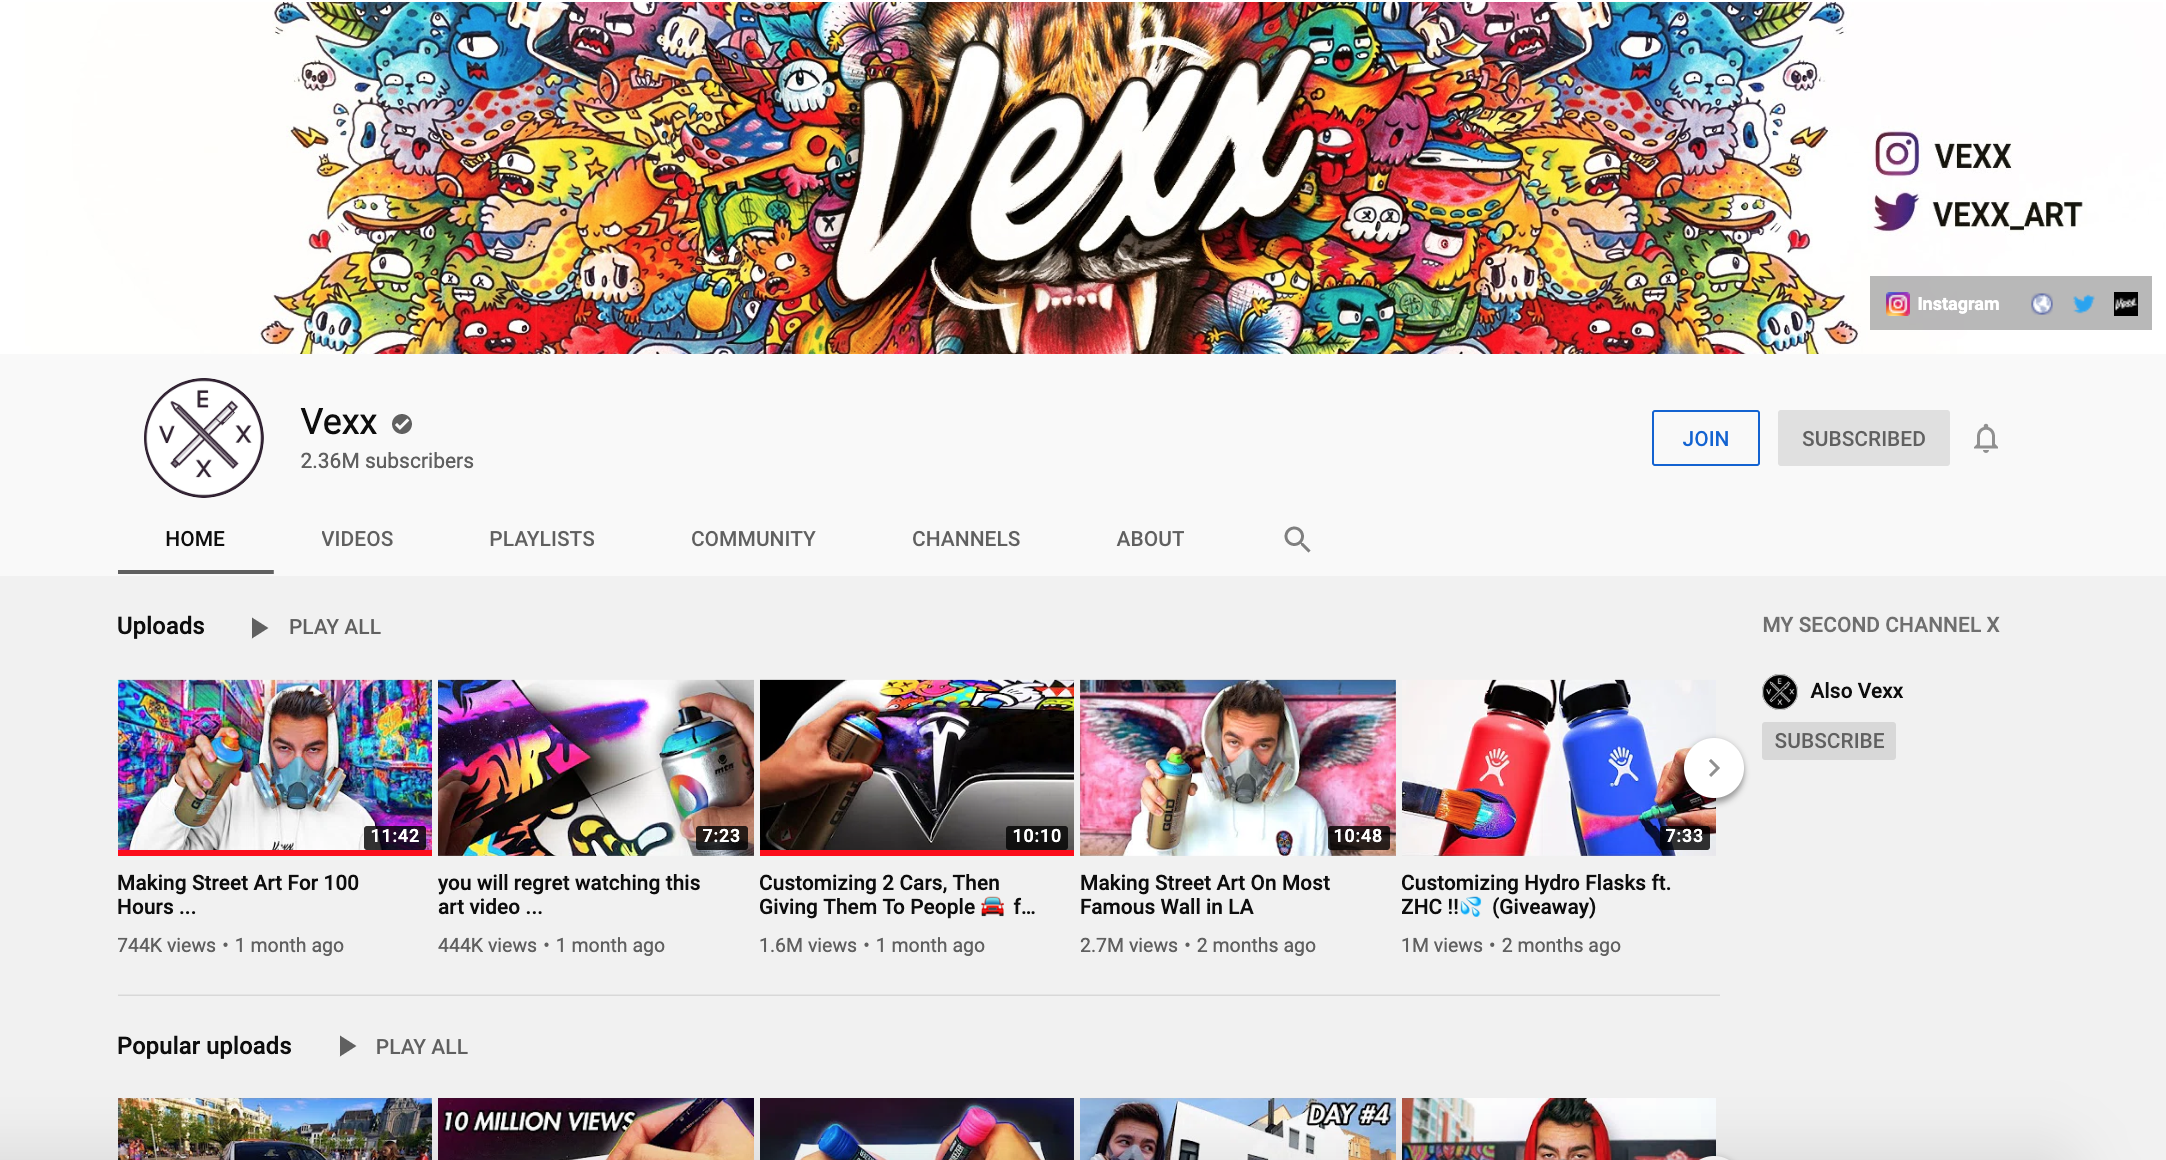 Vexx
VEXX
VEXX_ART
Instagram
E
V X
X
Vexx
2.36M subscribers
JOIN
SUBSCRIBED
HOME
VIDEOS
PLAYLISTS
COMMUNITY
CHANNELS
ABOUT
Uploads
PLAY ALL
MY SECOND CHANNEL X
Also Vexx
SUBSCRIBE
11:42
7:23
10:10
10:48
7:33
GOLD
Making Street Art For 100
Hours ...
744K views • 1 month ago
you will regret watching this
art video ...
444K views • 1 month ago
Customizing 2 Cars, Then
Giving Them To People 🚘 f...
1.6M views • 1 month ago
Making Street Art On Most
Famous Wall in LA
2.7M views • 2 months ago
Customizing Hydro Flasks ft.
ZHC !!💦 (Giveaway)
1M views • 2 months ago
Popular uploads
PLAY ALL
10 MILLION VIEWS
DAY #4